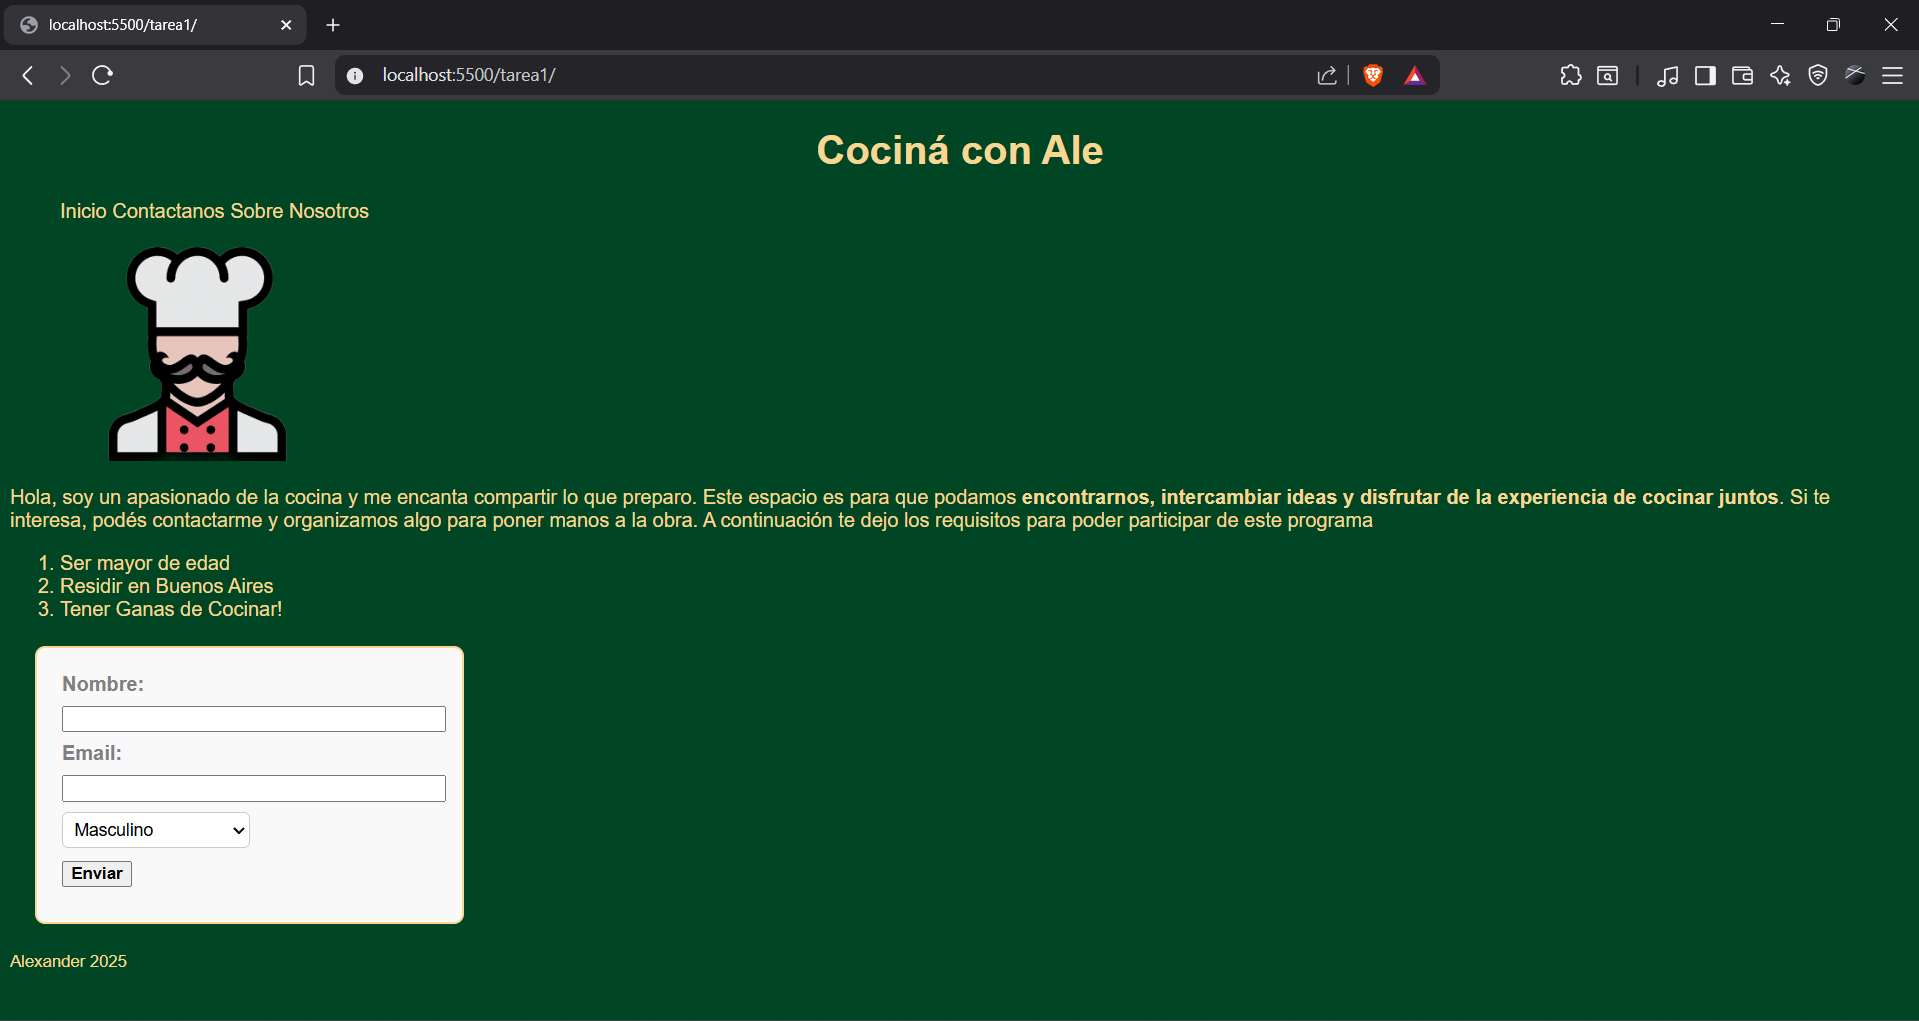 localhost:5500/tarea1/
localhost:5500/tarea1/
Cociná con Ale
Inicio Contactanos Sobre Nosotros
Hola, soy un apasionado de la cocina y me encanta compartir lo que preparo. Este espacio es para que podamos encontrarnos, intercambiar ideas y disfrutar de la experiencia de cocinar juntos. Si te
interesa, podés contactarme y organizamos algo para poner manos a la obra. A continuación te dejo los requisitos para poder participar de este programa
1. Ser mayor de edad
2. Residir en Buenos Aires
3. Tener Ganas de Cocinar!
Nombre:
Email:
Masculino
Enviar
Alexander 2025